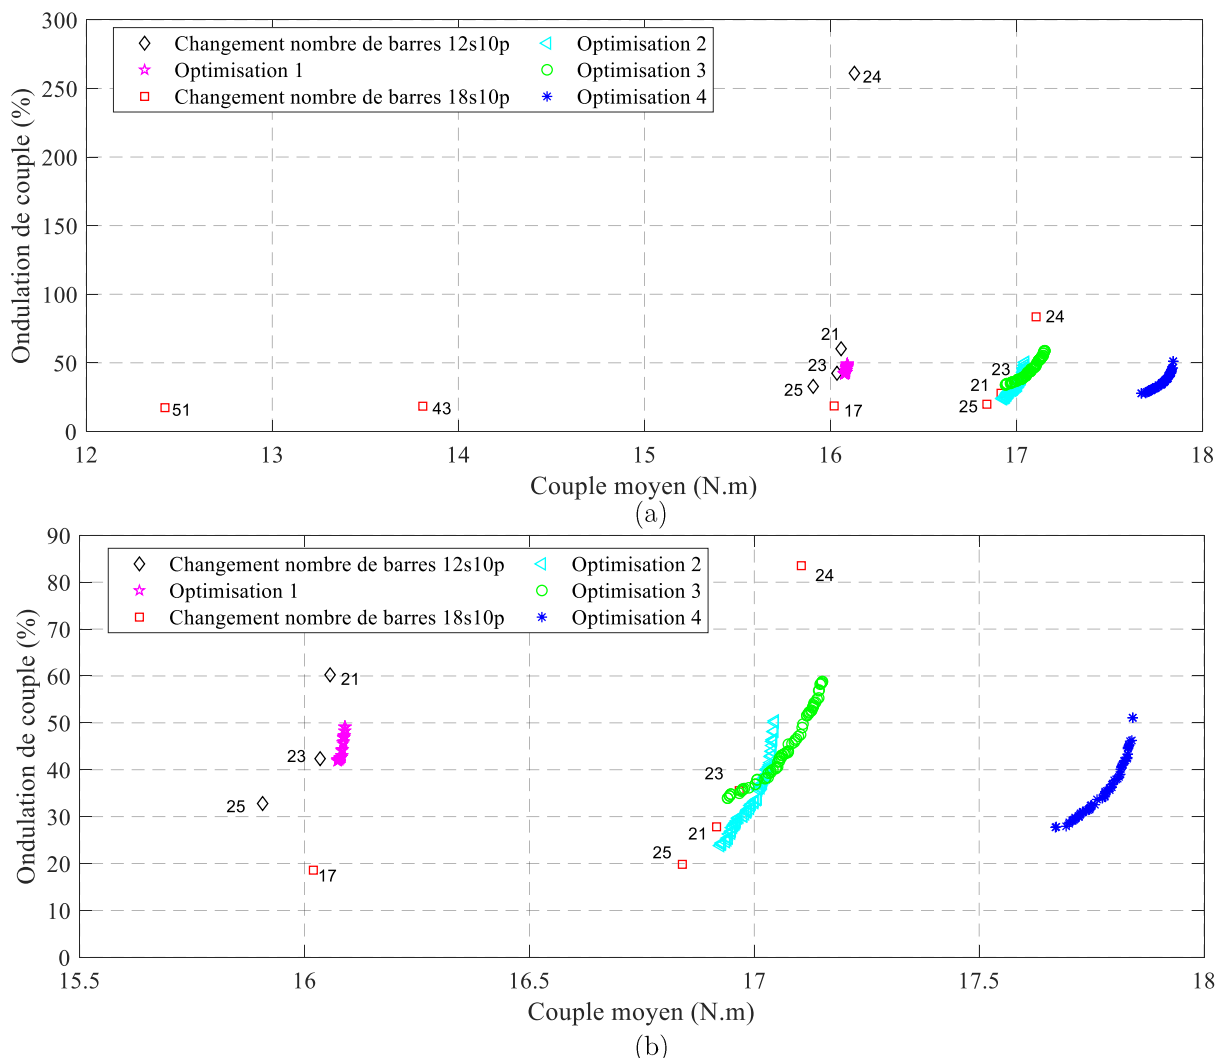 300
250
200
150
100
50
0
Ondulation de couple (%)
Changement nombre de barres 12s10p
Optimisation 1
Changement nombre de barres 18s10p
Optimisation 2
Optimisation 3
Optimisation 4
24
21
23
25
17
51
43
24
23
21
25
12
13
14
15
16
17
18
Couple moyen (N.m)
(a)
90
80
70
60
50
40
30
20
10
0
Ondulation de couple (%)
Changement nombre de barres 12s10p
Optimisation 1
Changement nombre de barres 18s10p
Optimisation 2
Optimisation 3
Optimisation 4
24
21
23
25
17
23
21
25
15.5
16
16.5
17
17.5
18
Couple moyen (N.m)
(b)